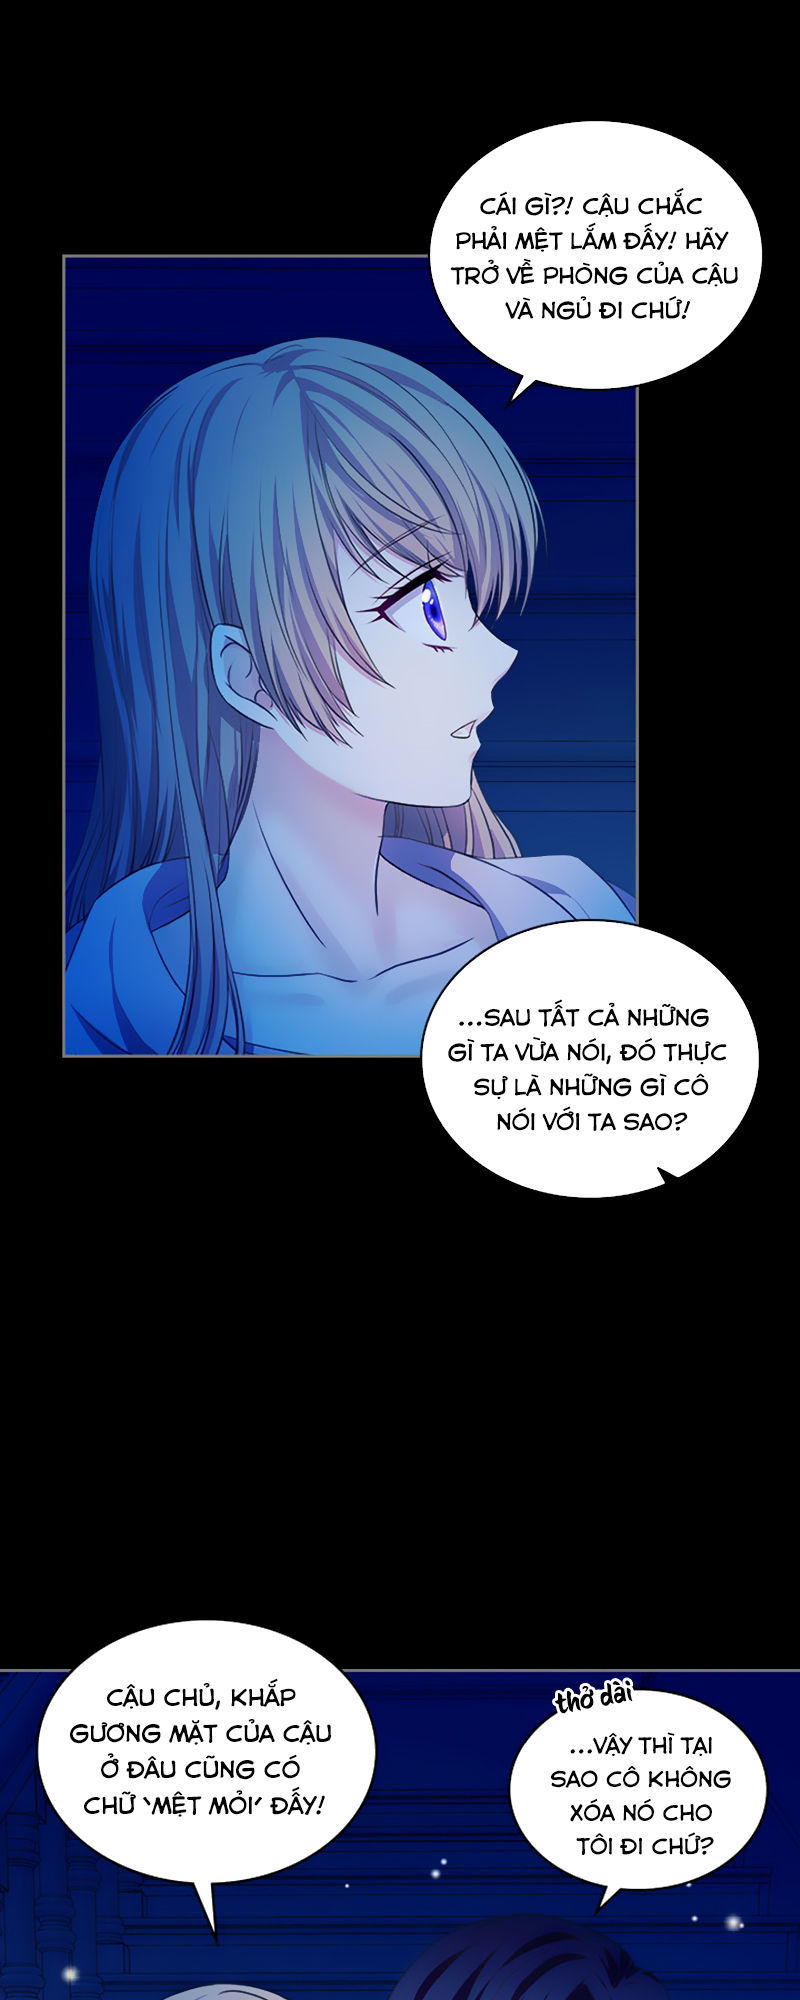 CÁI GÌ?! CẬU CHẮC
PHẢI MỆT LẮM ĐẤY! HÃY
TRỞ VỀ PHÒNG CỦA CẬU
VÀ NGỦ ĐI CHỨ!
...SAU TẤT CẢ NHỮNG
GÌ TA VỪA NÓI, ĐÓ THỰC
SỰ LÀ NHỮNG GÌ CÔ
NÓI VỚI TA SAO?
CẬU CHỦ, KHẮP
GƯƠNG MẶT CỦA CẬU
Ở ĐÂU CŨNG CÓ
CHỮ ‘MỆT MỎI’ ĐẤY!
thở dài
...VẬY THÌ TẠI
SAO CÔ KHÔNG
XÓA NÓ CHO
TÔI ĐI CHỨ?